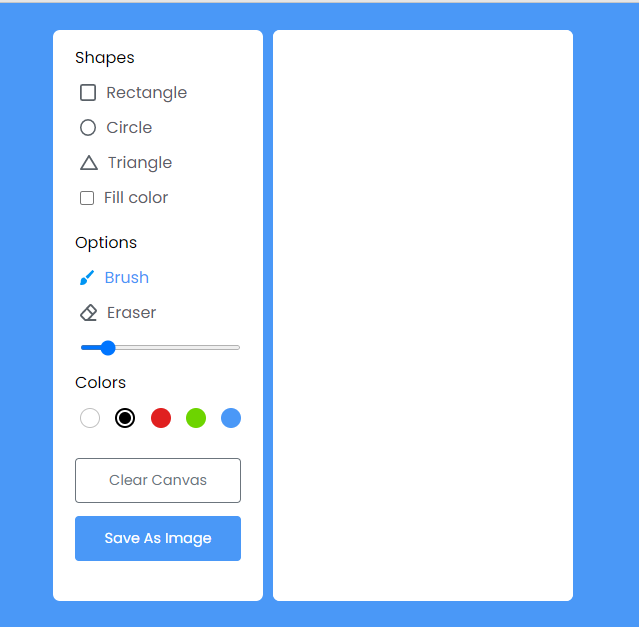 Shapes
Rectangle
Circle
Triangle
Fill color
Options
Brush
Eraser
Colors
Clear Canvas
Save As Image